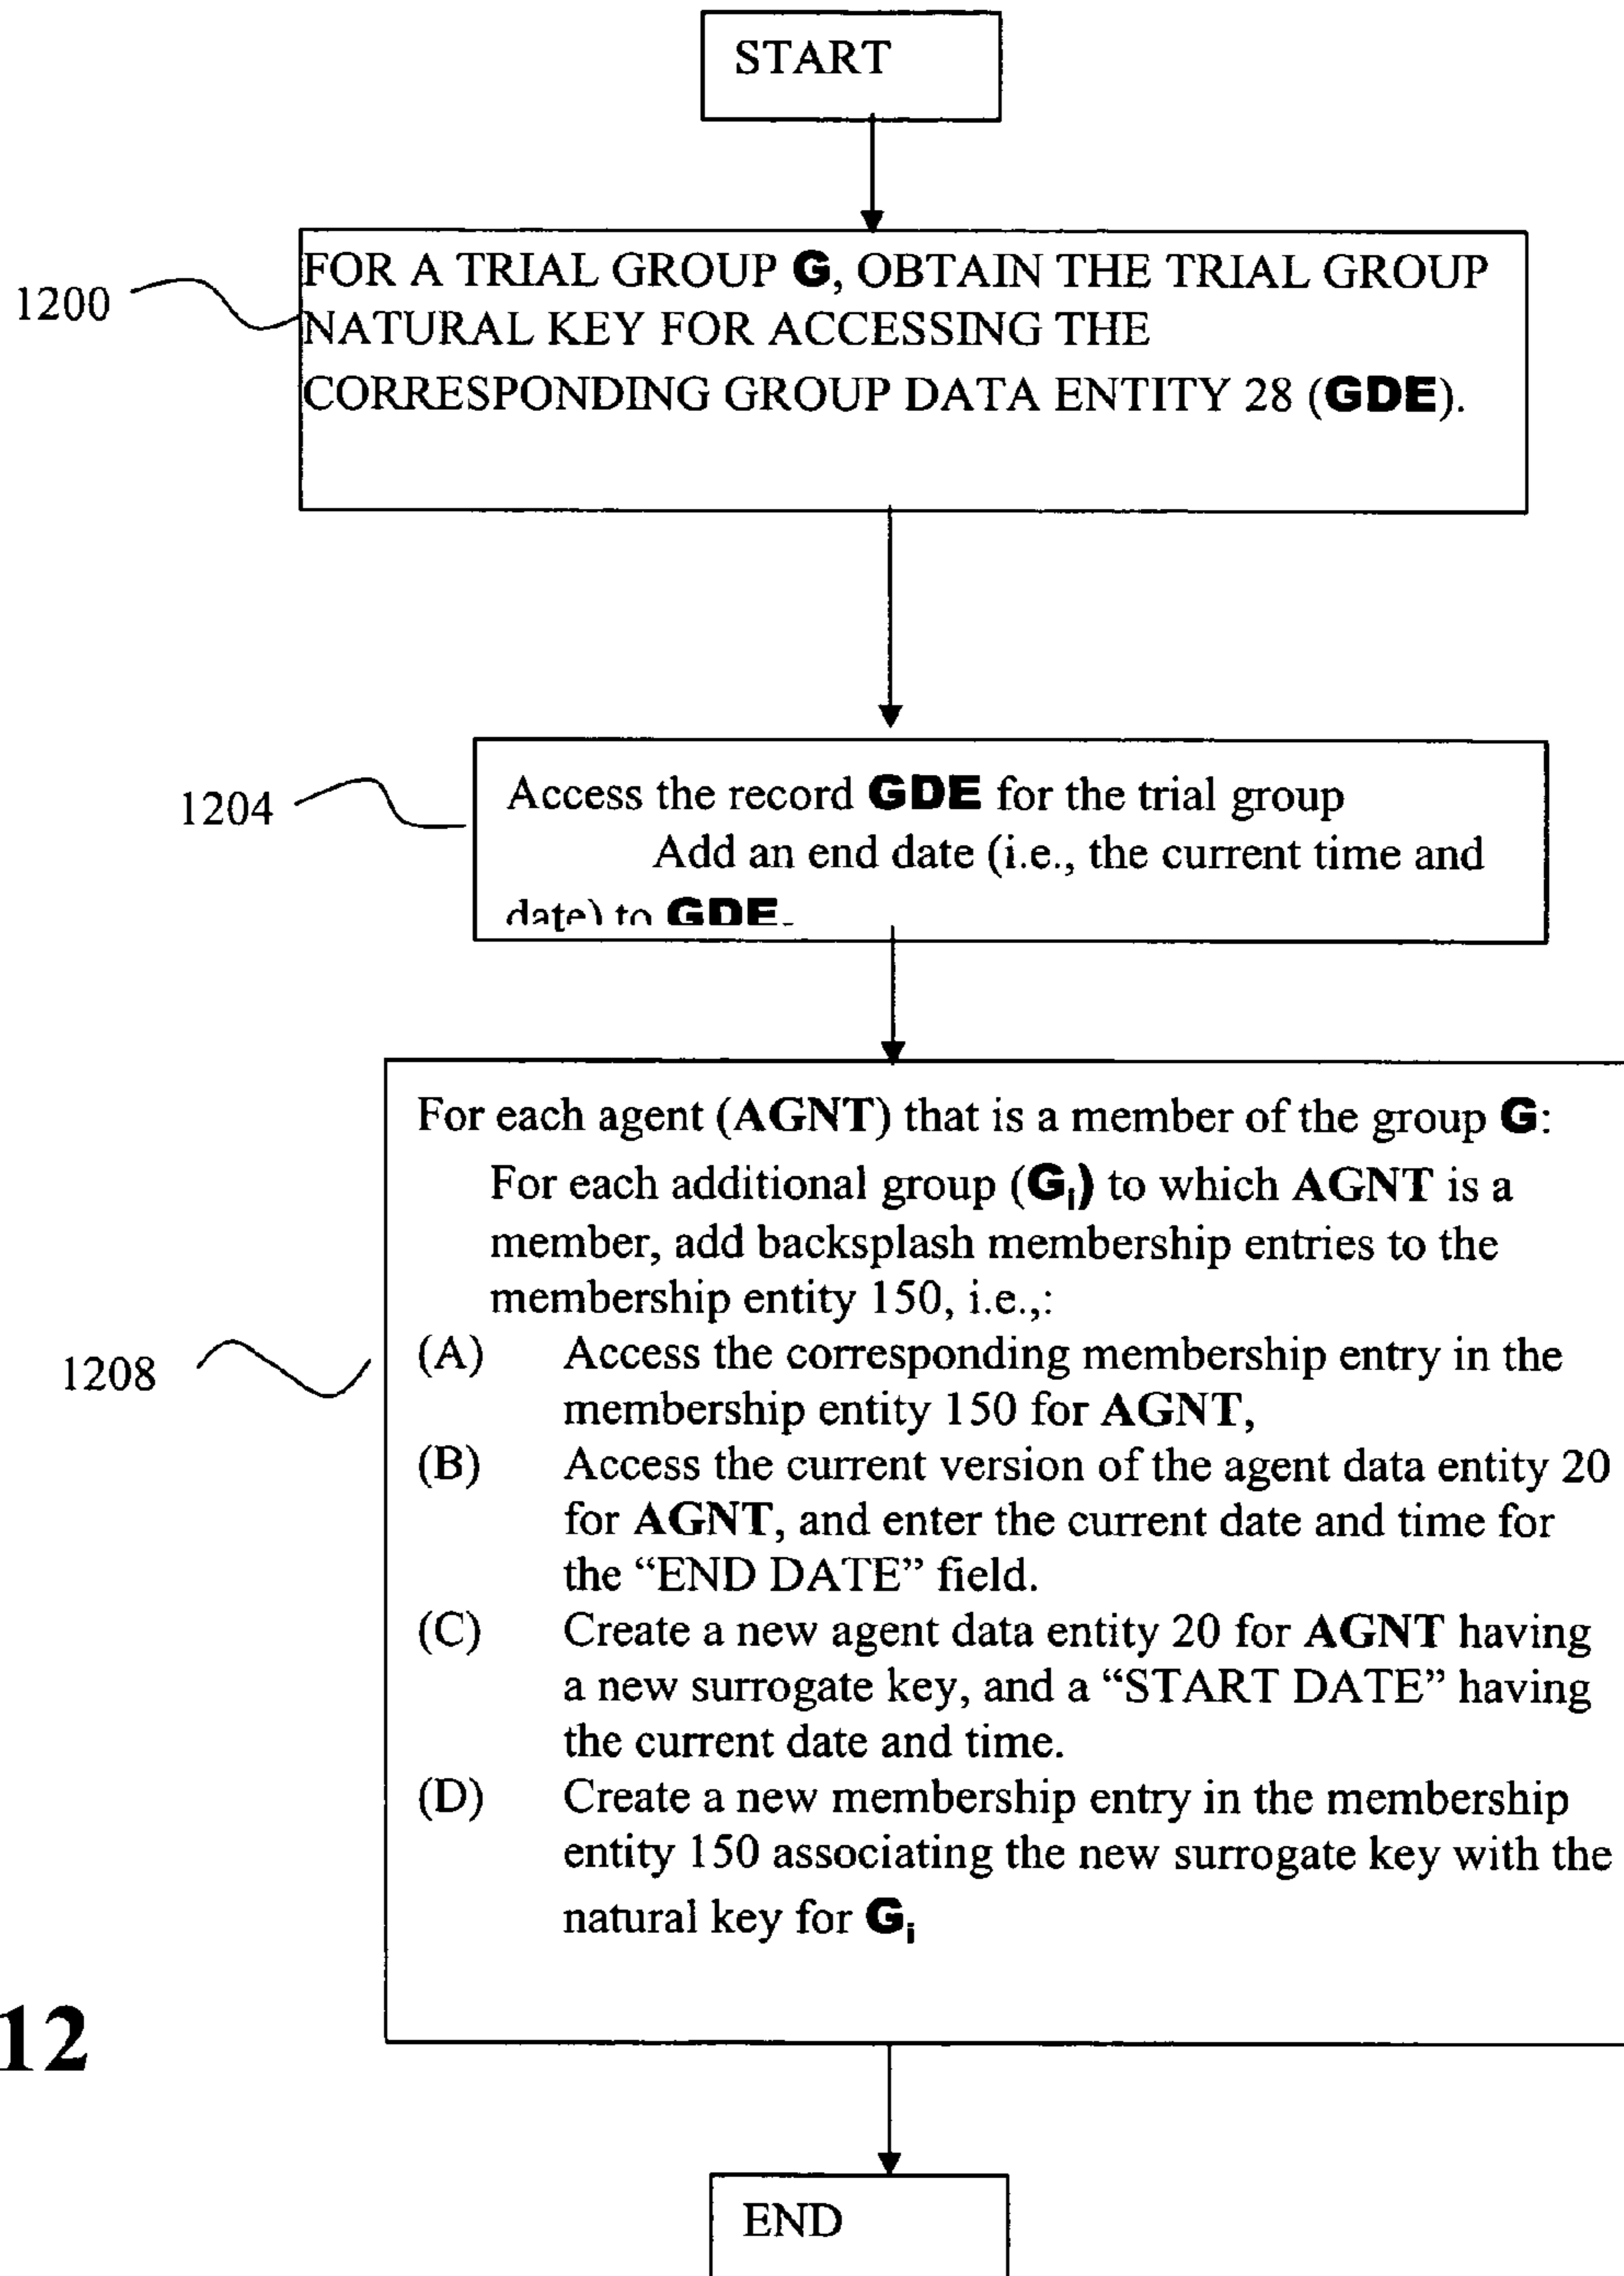 START
1200
FOR A TRIAL GROUP G, OBTAIN THE TRIAL GROUP
NATURAL KEY FOR ACCESSING THE
CORRESPONDING GROUP DATA ENTITY 28 (GDE).
1204
Access the record GDE for the trial group
Add an end date (i.e., the current time and
date) to GDE.
1208
For each agent (AGNT) that is a member of the group G:
For each additional group (Gi) to which AGNT is a
member, add backsplash membership entries to the
membership entity 150, i.e.,:
(A) Access the corresponding membership entry in the
membership entity 150 for AGNT,
(B) Access the current version of the agent data entity 20
for AGNT, and enter the current date and time for
the “END DATE” field.
(C) Create a new agent data entity 20 for AGNT having
a new surrogate key, and a “START DATE” having
the current date and time.
(D) Create a new membership entry in the membership
entity 150 associating the new surrogate key with the
natural key for Gi
12
END